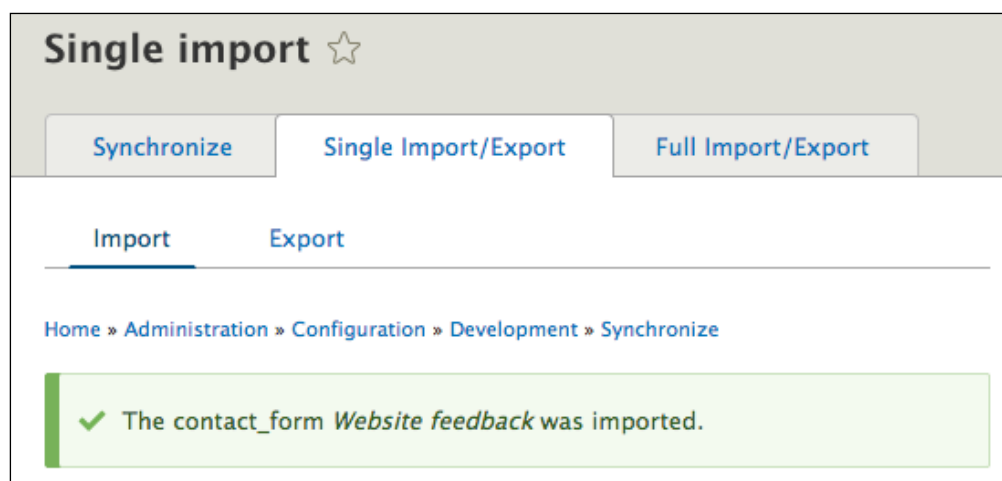 Single import
Synchronize Single Import/Export Full Import/Export
Import Export
Home » Administration » Configuration » Development » Synchronize
The contact_form Website feedback was imported.